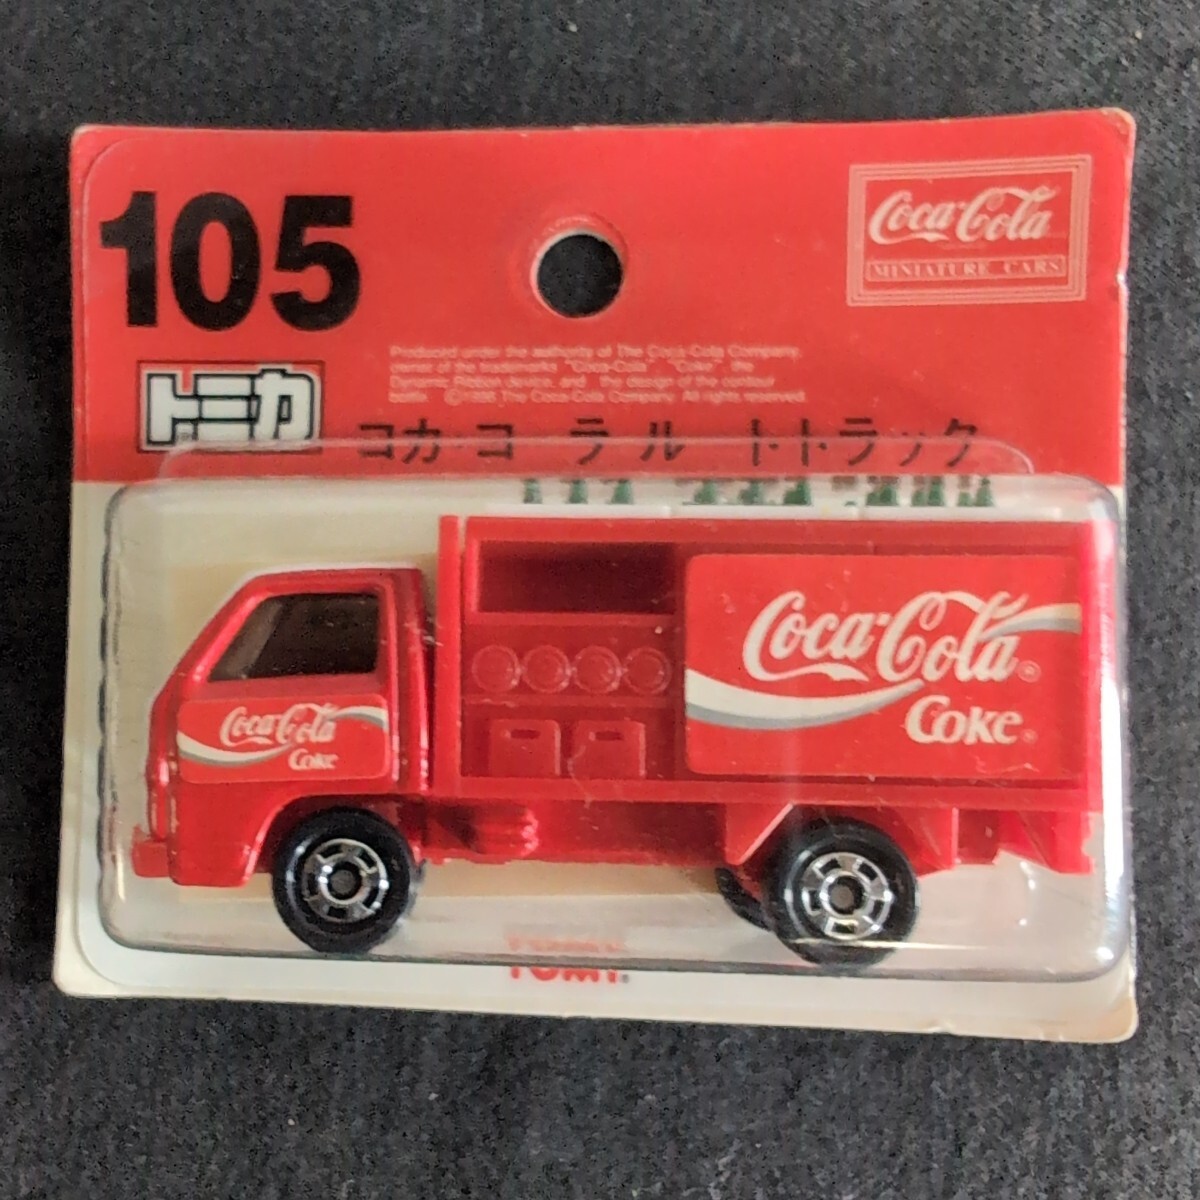 105
Coca-Cola
MINIATURE CARS
Produced under the authority of The Coca-Cola Company,
owner of the trademarks "Coca-Cola", "Coke", the
Dynamic Ribbon device, and the design of the contour
bottle. ©1998 The Coca-Cola Company. All rights reserved.
トミカ
コカ・コ ラ ル ト トラック
Coca-Cola®
Coke®
Coca-Cola
Coke
TOMY®